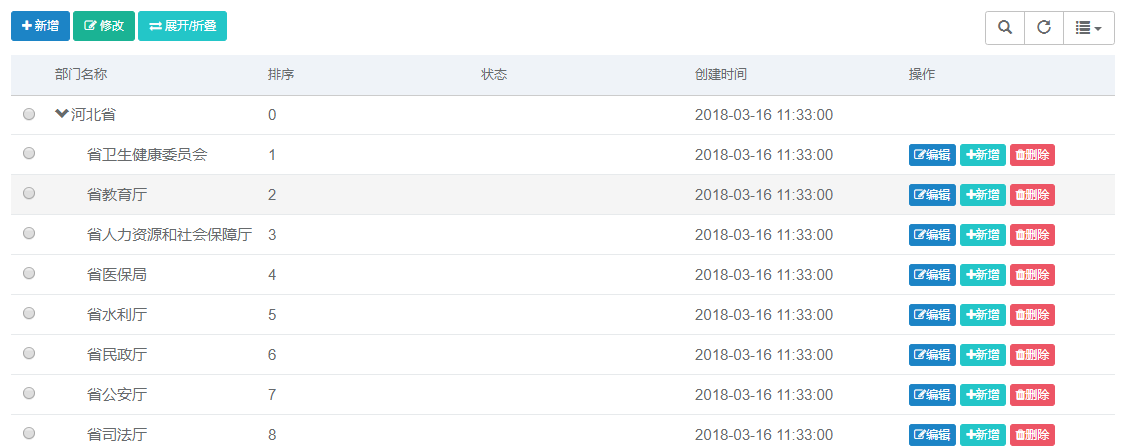 新增 修改 展开/折叠
部门名称 排序 状态 创建时间 操作
河北省 0 2018-03-16 11:33:00
省卫生健康委员会 1 2018-03-16 11:33:00 编辑 新增 删除
省教育厅 2 2018-03-16 11:33:00 编辑 新增 删除
省人力资源和社会保障厅 3 2018-03-16 11:33:00 编辑 新增 删除
省医保局 4 2018-03-16 11:33:00 编辑 新增 删除
省水利厅 5 2018-03-16 11:33:00 编辑 新增 删除
省民政厅 6 2018-03-16 11:33:00 编辑 新增 删除
省公安厅 7 2018-03-16 11:33:00 编辑 新增 删除
省司法厅 8 2018-03-16 11:33:00 编辑 新增 删除